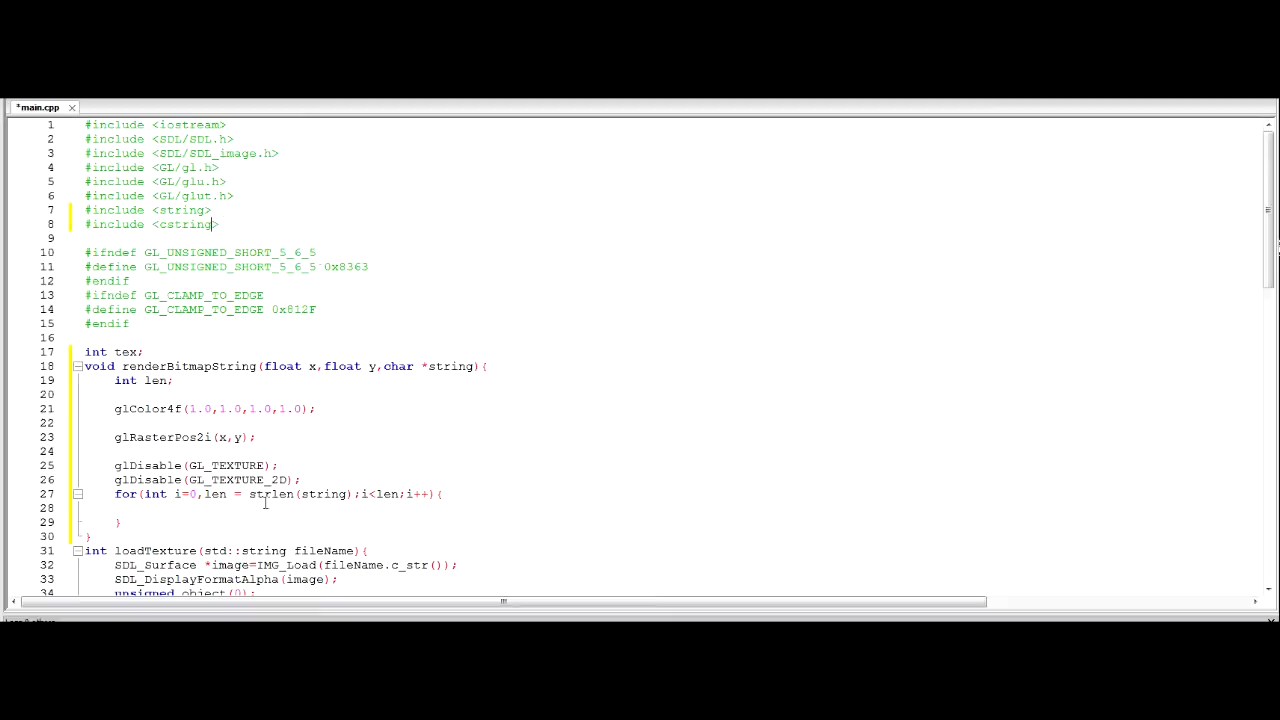 *main.cpp
1 #include <iostream>
2 #include <SDL/SDL.h>
3 #include <SDL/SDL_image.h>
4 #include <GL/gl.h>
5 #include <GL/glu.h>
6 #include <GL/glut.h>
7 #include <string>
8 #include <cstring>
9
10 #ifndef GL_UNSIGNED_SHORT_5_6_5
11 #define GL_UNSIGNED_SHORT_5_6_5 0x8363
12 #endif
13 #ifndef GL_CLAMP_TO_EDGE
14 #define GL_CLAMP_TO_EDGE 0x812F
15 #endif
16
17 int tex;
18 void renderBitmapString(float x,float y,char *string){
19 int len;
20
21 glColor4f(1.0,1.0,1.0,1.0);
22
23 glRasterPos2i(x,y);
24
25 glDisable(GL_TEXTURE);
26 glDisable(GL_TEXTURE_2D);
27 for(int i=0,len = strlen(string);i<len;i++){
28
29 }
30 }
31 int loadTexture(std::string fileName){
32 SDL_Surface *image=IMG_Load(fileName.c_str());
33 SDL_DisplayFormatAlpha(image);
34 unsigned object(0);